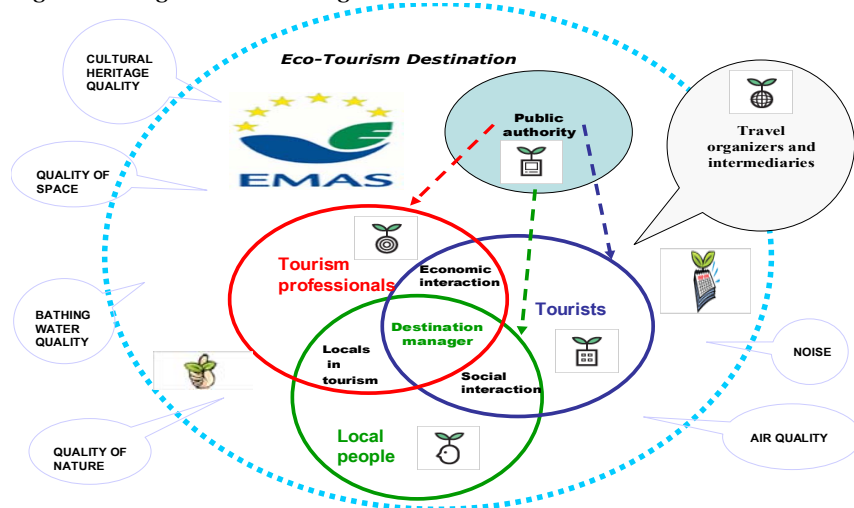 Eco-Tourism Destination
CULTURAL
HERITAGE
QUALITY
EMAS
Public
authority
Travel
organizers and
intermediaries
QUALITY OF
SPACE
Tourism
professionals
Economic
interaction
Tourists
BATHING
WATER
QUALITY
Destination
manager
Locals
in
tourism
Social
interaction
NOISE
Local
people
QUALITY OF
NATURE
AIR QUALITY